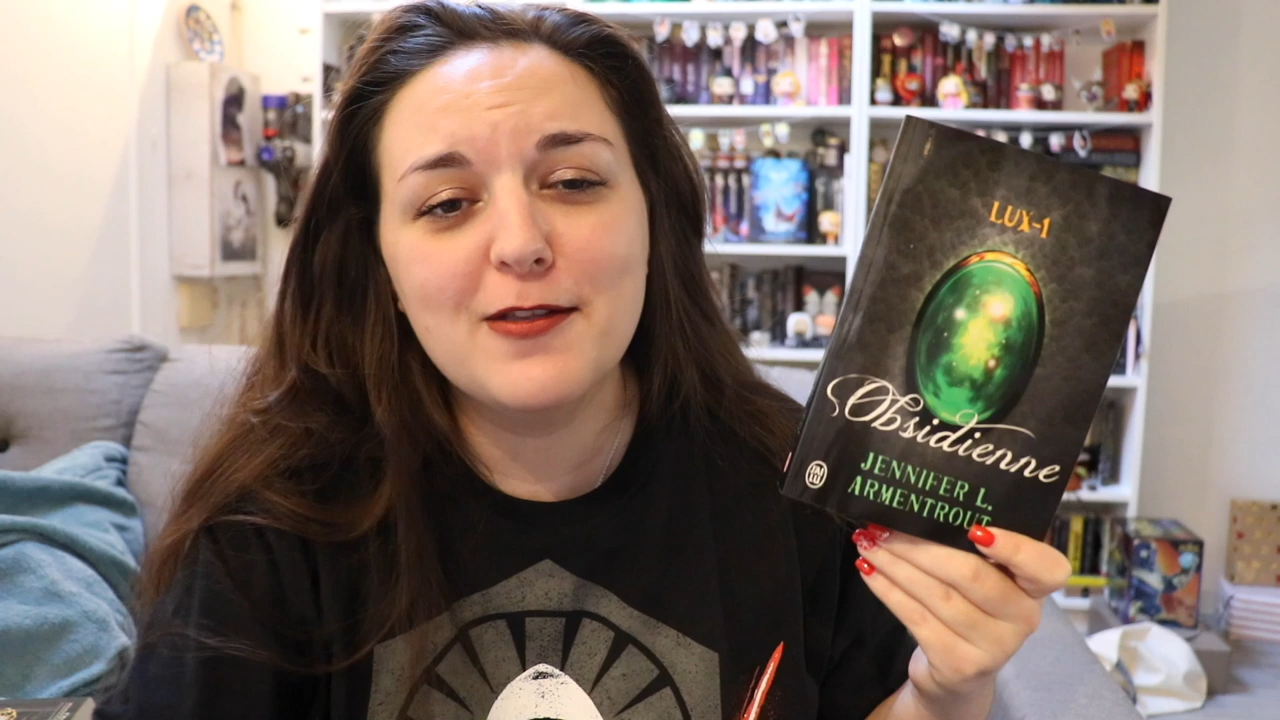 LUX-1
Obsidienne
JENNIFER L.
ARMENTROUT
J'AI
LU